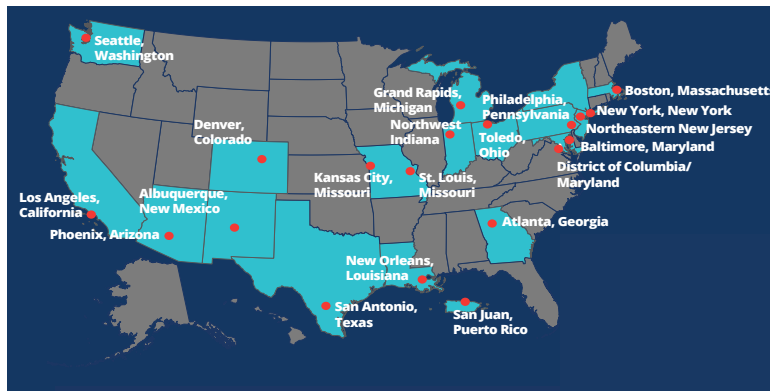 Seattle,
Washington
Grand Rapids,
Michigan
Philadelphia,
Pennsylvania
Boston, Massachusetts
New York, New York
Northeastern New Jersey
Baltimore, Maryland
District of Columbia/
Maryland
Northwest
Indiana
Toledo,
Ohio
Denver,
Colorado
Kansas City,
Missouri
St. Louis,
Missouri
Los Angeles,
California
Albuquerque,
New Mexico
Phoenix, Arizona
Atlanta, Georgia
New Orleans,
Louisiana
San Antonio,
Texas
San Juan,
Puerto Rico